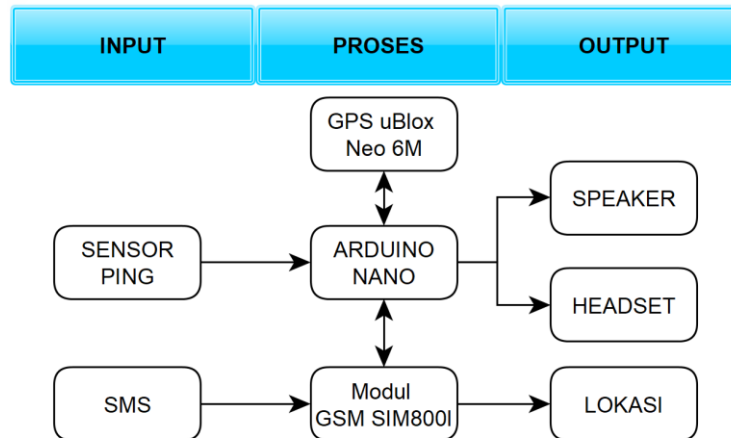 INPUT
PROSES
OUTPUT
GPS uBlox
Neo 6M
SPEAKER
SENSOR
PING
ARDUINO
NANO
HEADSET
SMS
Modul
GSM SIM800l
LOKASI